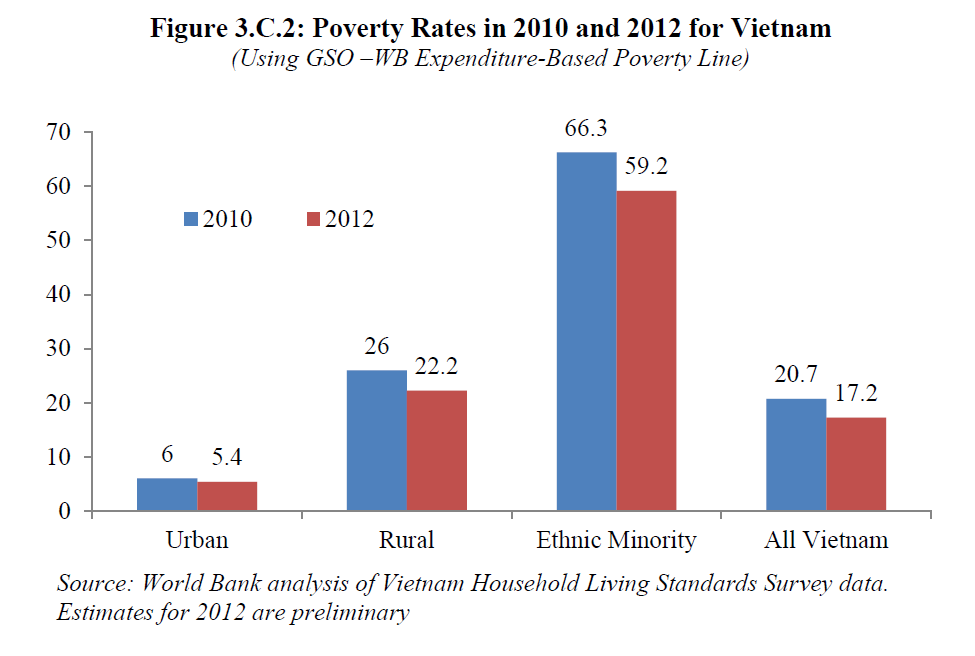 Figure 3.C.2: Poverty Rates in 2010 and 2012 for Vietnam
(Using GSO –WB Expenditure-Based Poverty Line)
70
60
50
40
30
20
10
0
2010
2012
6
5.4
26
22.2
66.3
59.2
20.7
17.2
Urban
Rural
Ethnic Minority
All Vietnam
Source: World Bank analysis of Vietnam Household Living Standards Survey data.
Estimates for 2012 are preliminary